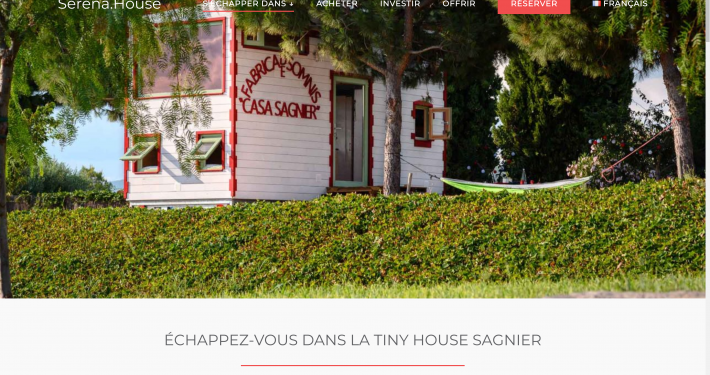 Serena.House
S'ÉCHAPPER DANS ↓ ACHETER INVESTIR OFFRIR RÉSERVER FRANÇAIS
FABRICA DE SOMNIS
"CASA SAGNIER"
ÉCHAPPEZ-VOUS DANS LA TINY HOUSE SAGNIER